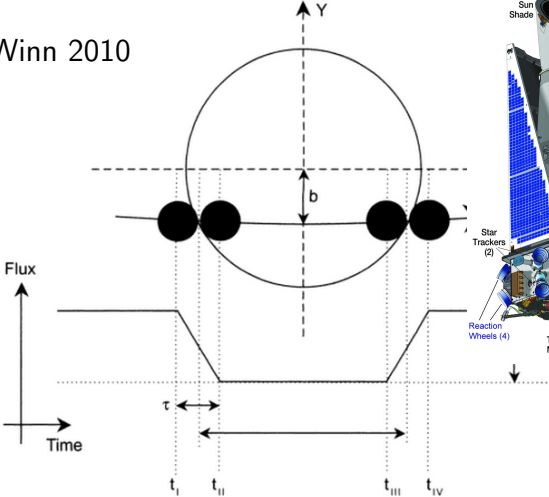 Winn 2010
Y
Sun
Shade
b
Star
Trackers
(2)
Flux
Reaction
Wheels (4)
τ
Time
t_I t_II t_III t_IV